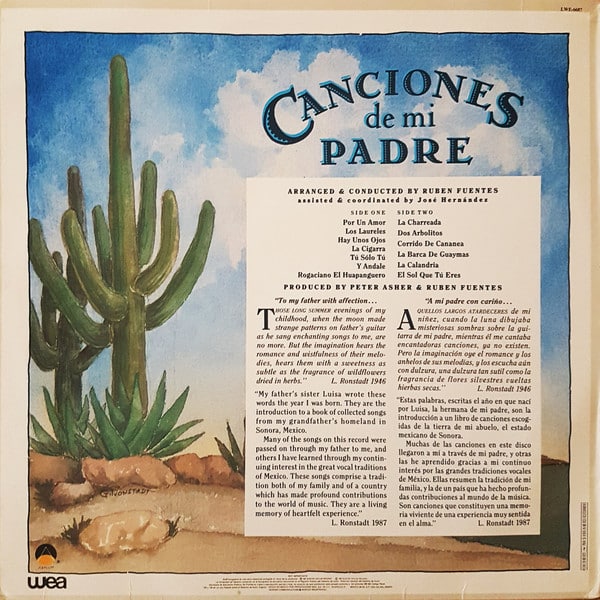 LWE-6687
CANCIONES
de mi
PADRE
ARRANGED & CONDUCTED BY RUBEN FUENTES
assisted & coordinated by José Hernández
SIDE ONE
Por Un Amor
Los Laureles
Hay Unos Ojos
La Cigarra
Tú Sólo Tú
Y Andale
Rogaciano El Huapanguero
SIDE TWO
La Charreada
Dos Arbolitos
Corrido De Cananea
La Barca De Guaymas
La Calandria
El Sol Que Tú Eres
PRODUCED BY PETER ASHER & RUBEN FUENTES
"To my father with affection...
THOSE LONG SUMMER evenings of my
childhood, when the moon made
strange patterns on father's guitar
as he sang enchanting songs to me, are
no more. But the imagination hears the
romance and wistfulness of their melo-
dies, hears them with a sweetness as
subtle as the fragrance of wildflowers
dried in herbs." L. Ronstadt 1946
"My father's sister Luisa wrote these
words the year I was born. They are the
introduction to a book of collected songs
from my grandfather's homeland in
Sonora, Mexico.
Many of the songs on this record were
passed on through my father to me, and
others I have learned through my contin-
uing interest in the great vocal traditions
of Mexico. These songs comprise a tradi-
tion both of my family and of a country
which has made profound contributions
to the world of music. They are a living
memory of heartfelt experience."
L. Ronstadt 1987
"A mi padre con cariño...
AQUELLOS LARGOS ATARDECERES de mi
niñez, cuando la luna dibujaba
misteriosas sombras sobre la gui-
tarra de mi padre, mientras él me cantaba
encantadoras canciones, ya no existen.
Pero la imaginación oye el romance y los
anhelos de sus melodías, y los escucha aún
con dulzura, una dulzura tan sutil como la
fragancia de flores silvestres vueltas
hierbas secas." L. Ronstadt 1946
"Estas palabras, escritas el año en que nací
por Luisa, la hermana de mi padre, son la
introducción a un libro de canciones escog-
idas de la tierra de mi abuelo, el estado
mexicano de Sonora.
Muchas de las canciones en este disco
llegaron a mí a través de mi padre, y otras
las he aprendido gracias a mi continuo
interés por las grandes tradiciones vocales
de México. Ellas resumen la tradición de mi
familia, y la de un país que ha hecho profun-
das contribuciones al mundo de la música.
Son canciones que constituyen una memo-
ria viviente de una experiencia muy sentida
en el alma." L. Ronstadt 1987
G. RONSTADT
wea